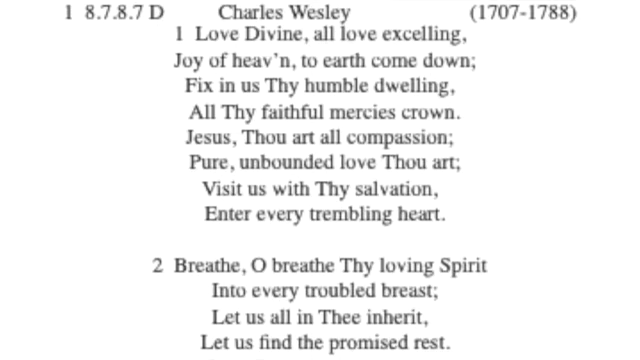 1 8.7.8.7 D Charles Wesley (1707-1788)
1 Love Divine, all love excelling,
Joy of heav'n, to earth come down;
Fix in us Thy humble dwelling,
All Thy faithful mercies crown.
Jesus, Thou art all compassion;
Pure, unbounded love Thou art;
Visit us with Thy salvation,
Enter every trembling heart.
2 Breathe, O breathe Thy loving Spirit
Into every troubled breast;
Let us all in Thee inherit,
Let us find the promised rest.